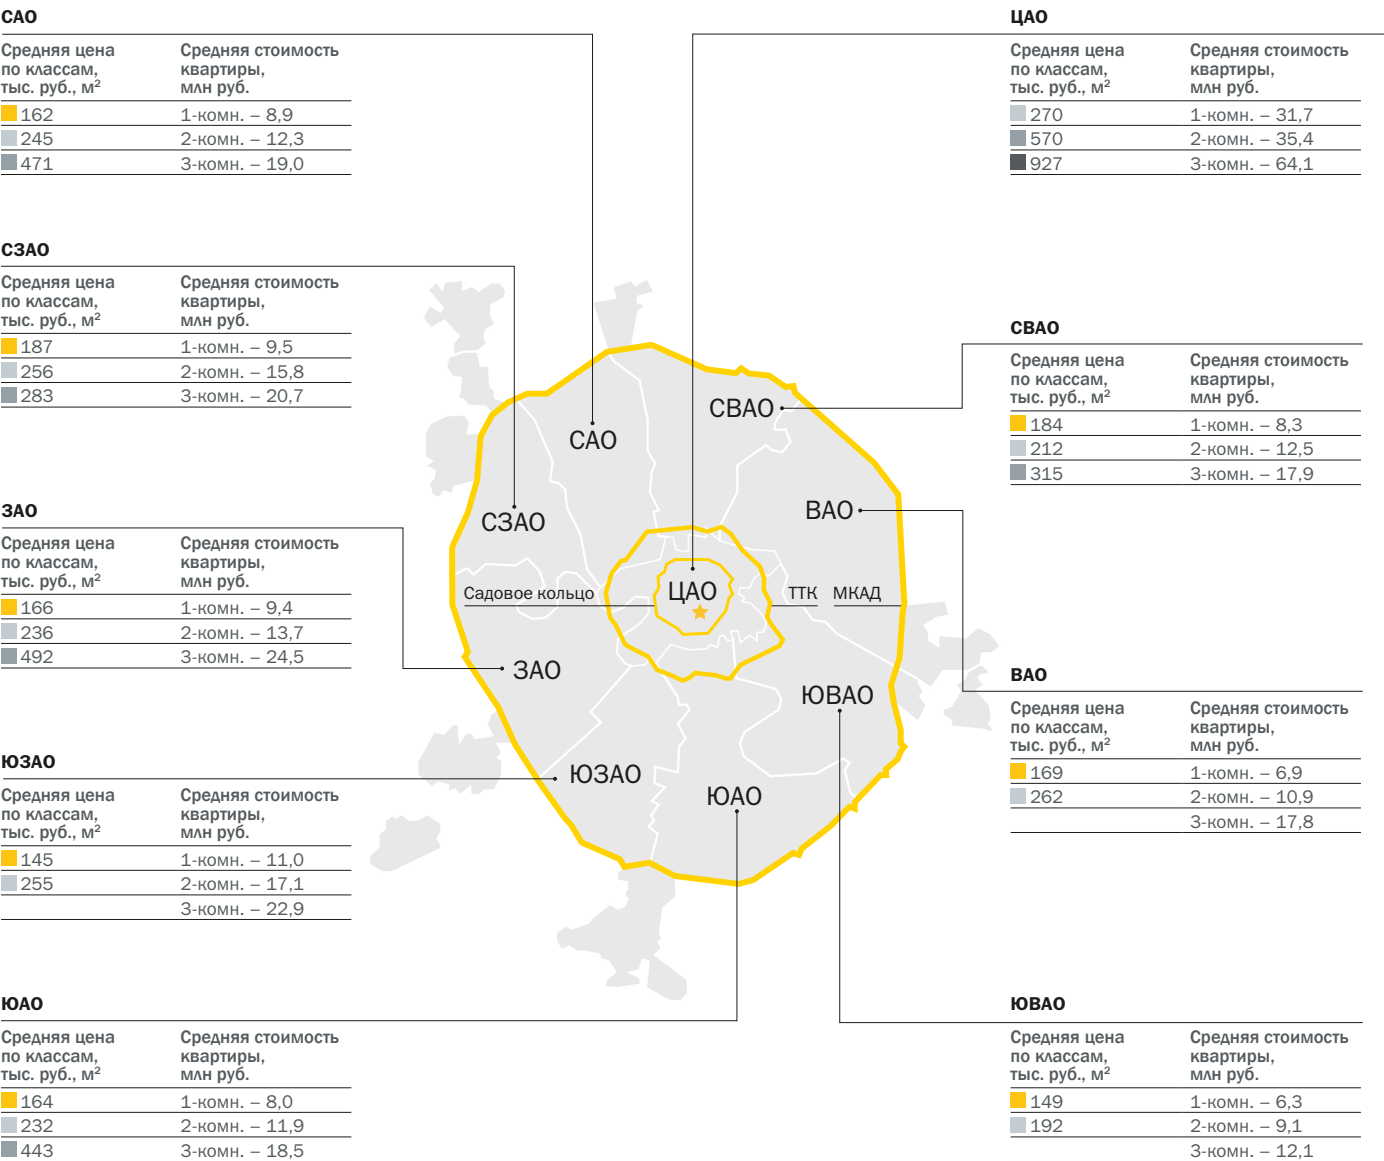 САО
Средняя цена
по классам,
тыс. руб., м²
Средняя стоимость
квартиры,
млн руб.
162 1-комн. – 8,9
245 2-комн. – 12,3
471 3-комн. – 19,0
ЦАО
Средняя цена
по классам,
тыс. руб., м²
Средняя стоимость
квартиры,
млн руб.
270 1-комн. – 31,7
570 2-комн. – 35,4
927 3-комн. – 64,1
СЗАО
Средняя цена
по классам,
тыс. руб., м²
Средняя стоимость
квартиры,
млн руб.
187 1-комн. – 9,5
256 2-комн. – 15,8
283 3-комн. – 20,7
СВАО
Средняя цена
по классам,
тыс. руб., м²
Средняя стоимость
квартиры,
млн руб.
184 1-комн. – 8,3
212 2-комн. – 12,5
315 3-комн. – 17,9
ЗАО
Средняя цена
по классам,
тыс. руб., м²
Средняя стоимость
квартиры,
млн руб.
166 1-комн. – 9,4
236 2-комн. – 13,7
492 3-комн. – 24,5
СВАО
САО
ВАО
СЗАО
ЦАО
Садовое кольцо
ТТК
МКАД
ЗАО
ЮВАО
ЮЗАО
ЮАО
ВАО
Средняя цена
по классам,
тыс. руб., м²
Средняя стоимость
квартиры,
млн руб.
169 1-комн. – 6,9
262 2-комн. – 10,9
3-комн. – 17,8
ЮЗАО
Средняя цена
по классам,
тыс. руб., м²
Средняя стоимость
квартиры,
млн руб.
145 1-комн. – 11,0
255 2-комн. – 17,1
3-комн. – 22,9
ЮАО
Средняя цена
по классам,
тыс. руб., м²
Средняя стоимость
квартиры,
млн руб.
164 1-комн. – 8,0
232 2-комн. – 11,9
443 3-комн. – 18,5
ЮВАО
Средняя цена
по классам,
тыс. руб., м²
Средняя стоимость
квартиры,
млн руб.
149 1-комн. – 6,3
192 2-комн. – 9,1
3-комн. – 12,1